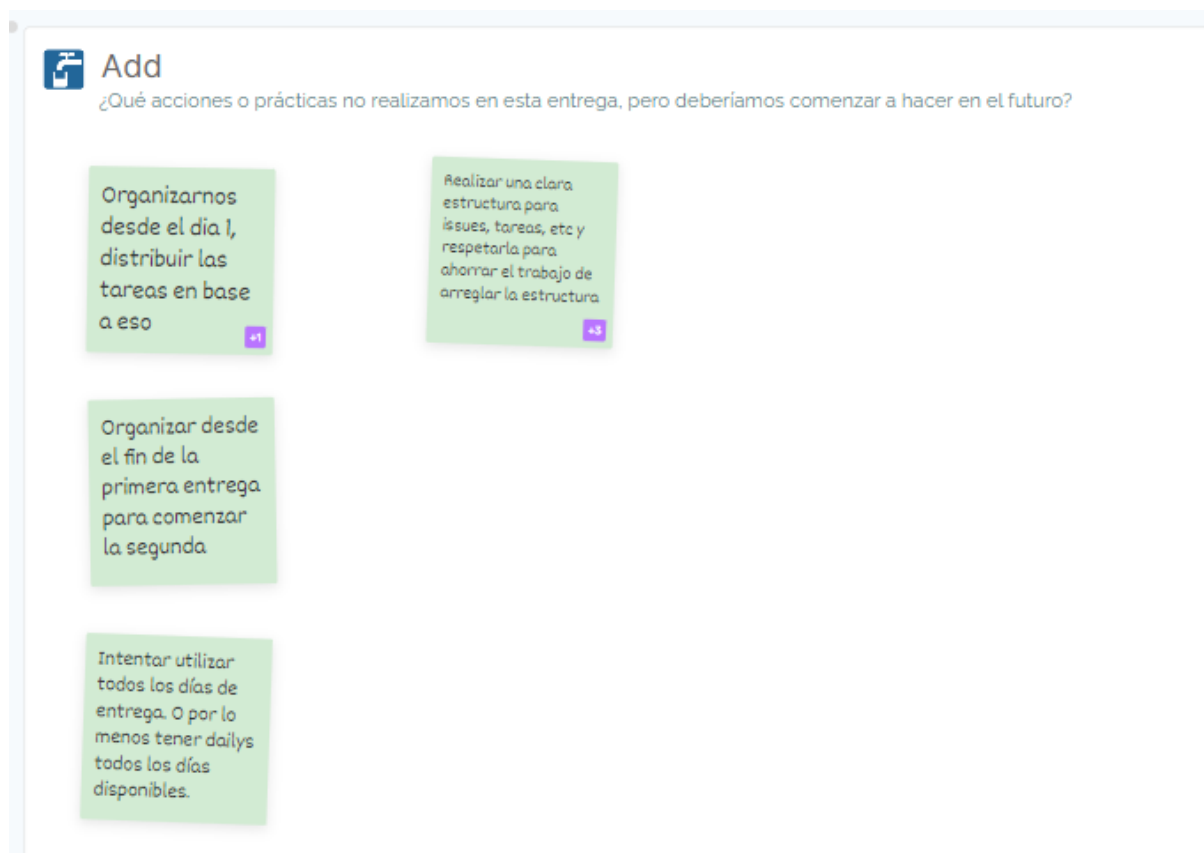 Add
¿Qué acciones o prácticas no realizamos en esta entrega, pero deberíamos comenzar a hacer en el futuro?
Organizarnos
desde el dia 1,
distribuir las
tareas en base
a eso
+1
Realizar una clara
estructura para
issues, tareas, etc y
respetarla para
ahorrar el trabajo de
arreglar la estructura
+3
Organizar desde
el fin de la
primera entrega
para comenzar
la segunda
Intentar utilizar
todos los días de
entrega. O por lo
menos tener dailys
todos los días
disponibles.